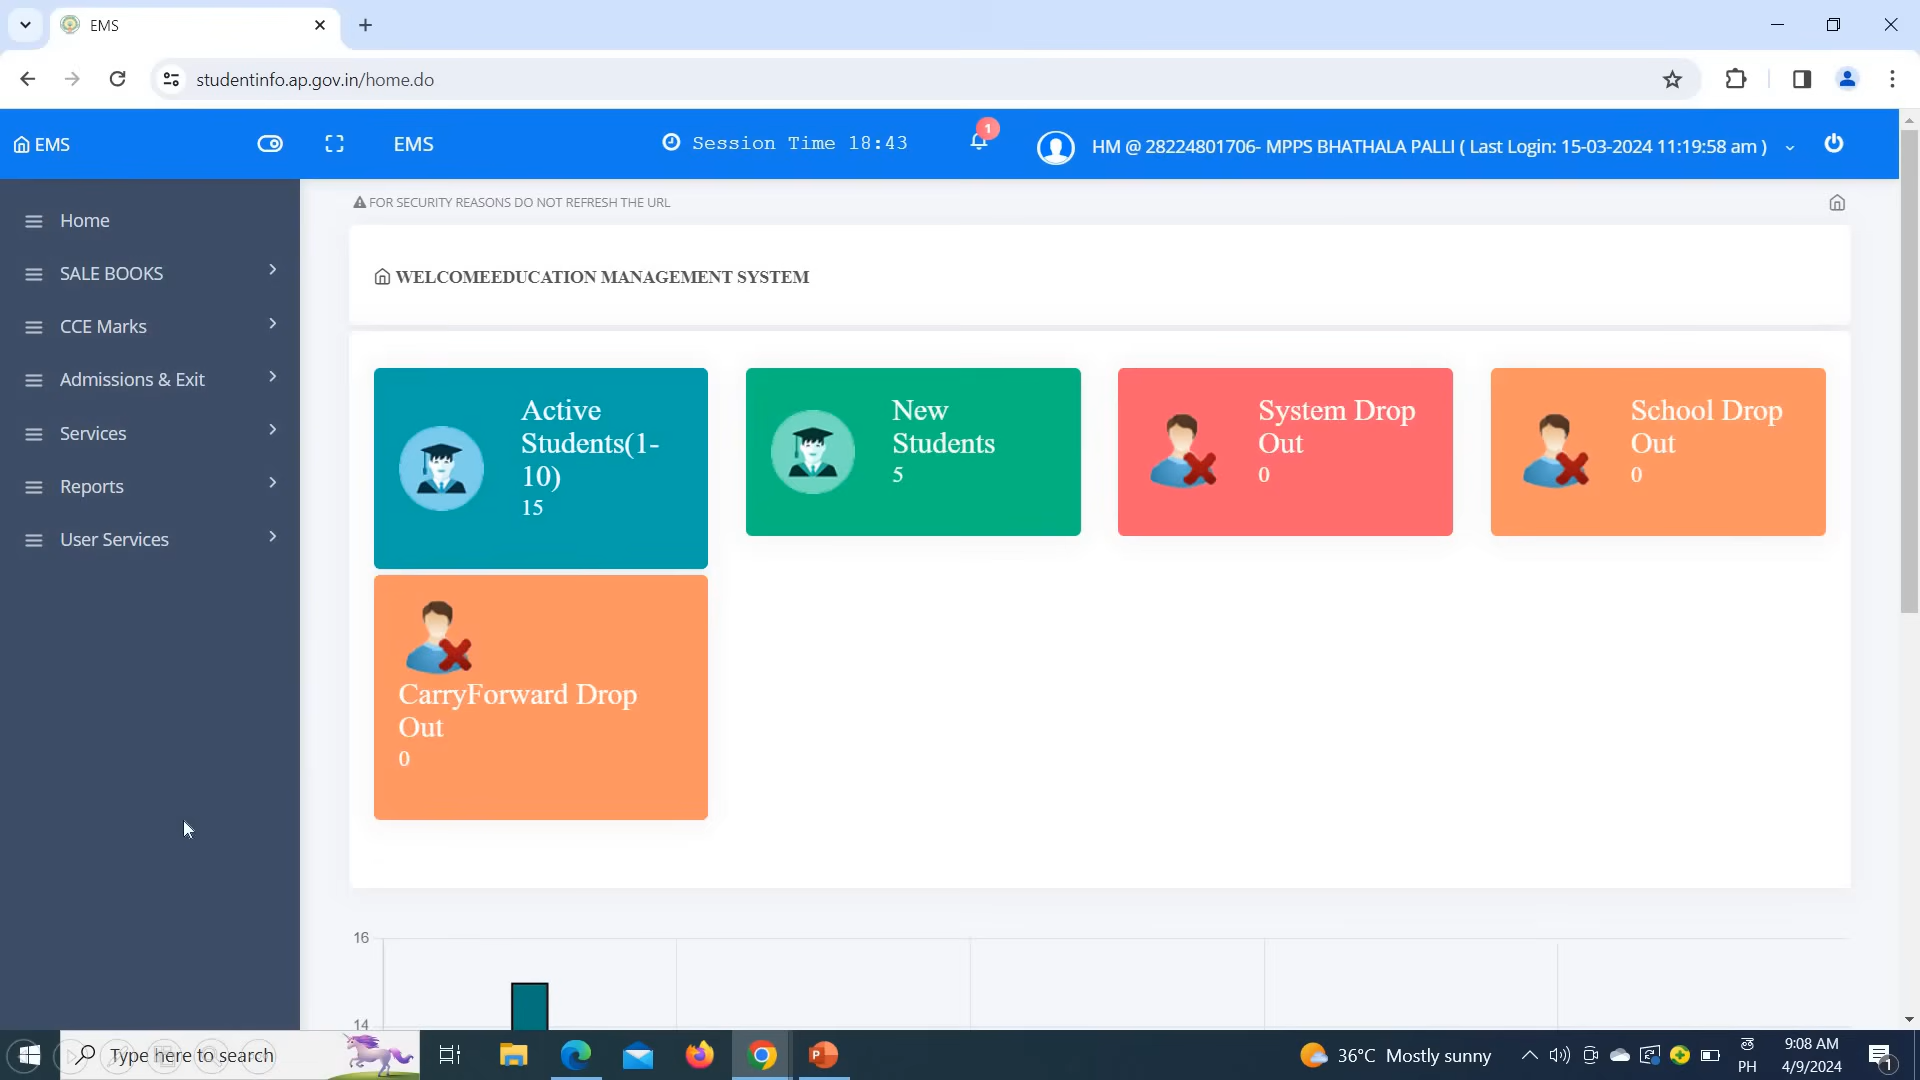 EMS
studentinfo.ap.gov.in/home.do
EMS
EMS
Session Time 18:43
1
HM @ 28224801706- MPPS BHATHALA PALLI ( Last Login: 15-03-2024 11:19:58 am )
FOR SECURITY REASONS DO NOT REFRESH THE URL
Home
SALE BOOKS
CCE Marks
Admissions & Exit
Services
Reports
User Services
WELCOMEEDUCATION MANAGEMENT SYSTEM
Active
Students(1-
10)
15
New
Students
5
System Drop
Out
0
School Drop
Out
0
CarryForward Drop
Out
0
16
14
Type here to search
36°C Mostly sunny
PH
9:08 AM
4/9/2024
1